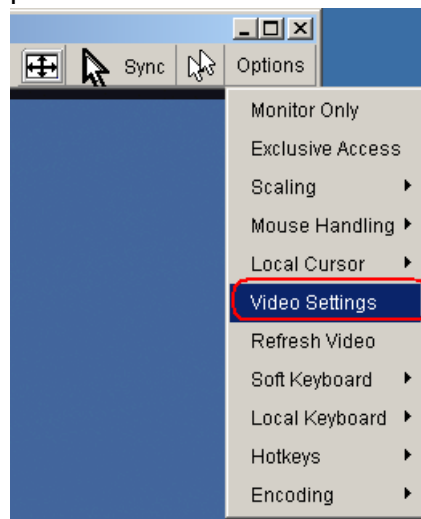 Sync Options
Monitor Only
Exclusive Access
Scaling
Mouse Handling
Local Cursor
Video Settings
Refresh Video
Soft Keyboard
Local Keyboard
Hotkeys
Encoding